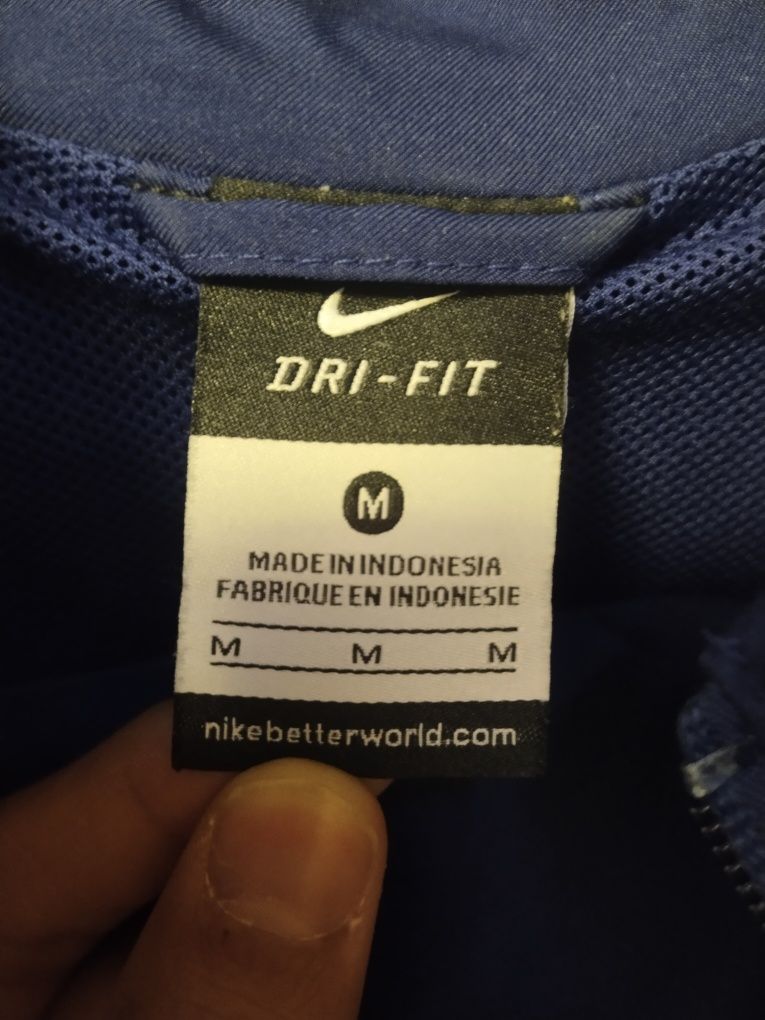 DRI-FIT
M
MADE IN INDONESIA
FABRIQUE EN INDONESIE
M M M
nikebetterworld.com